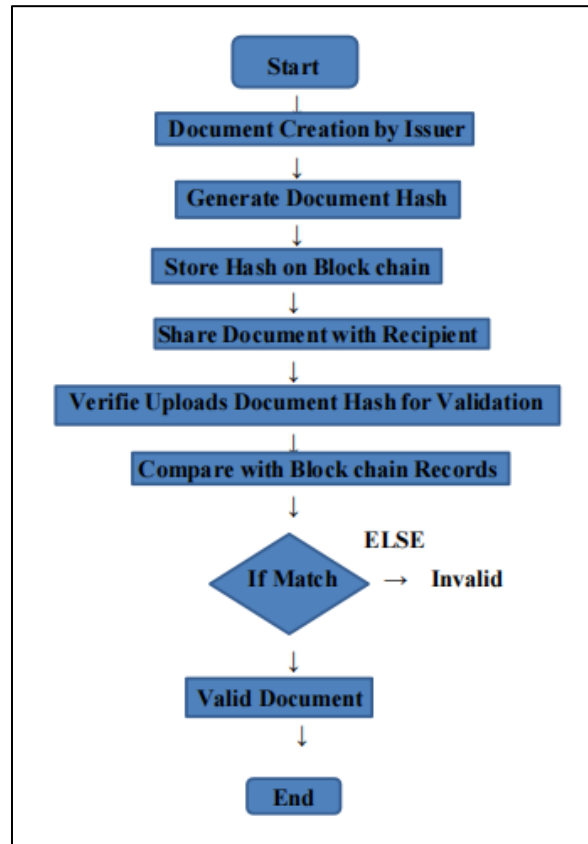 Start
Document Creation by Issuer
Generate Document Hash
Store Hash on Block chain
Share Document with Recipient
Verifie Uploads Document Hash for Validation
Compare with Block chain Records
ELSE
If Match → Invalid
Valid Document
End